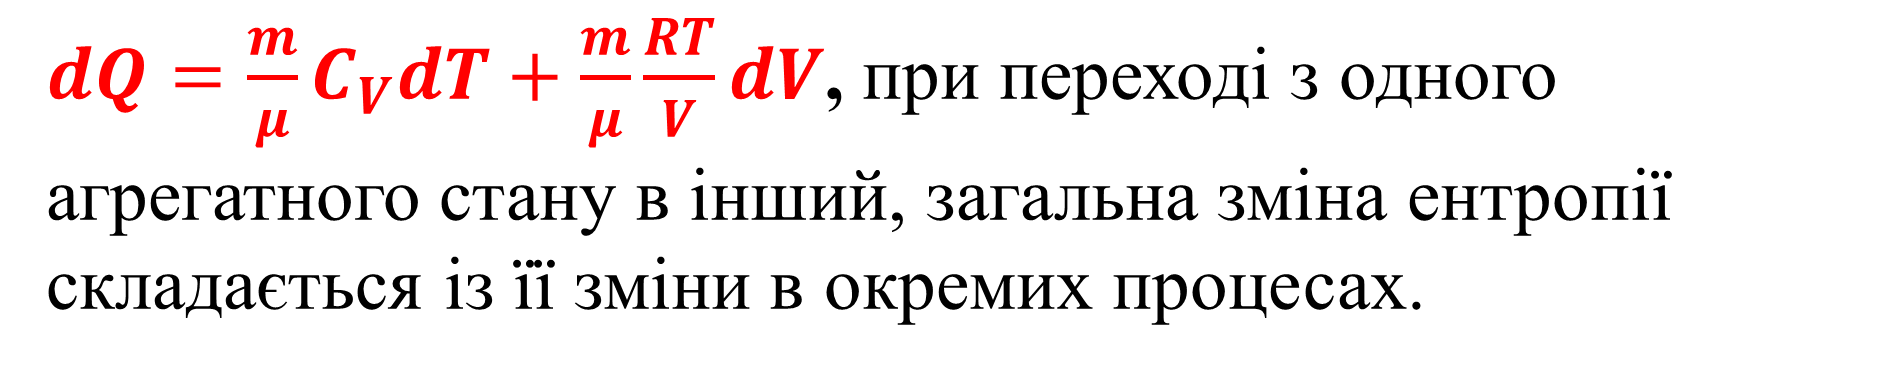 dQ = m/μ C_V dT + m/μ RT/V dV, при переході з одного
агрегатного стану в інший, загальна зміна ентропії
складається із її зміни в окремих процесах.